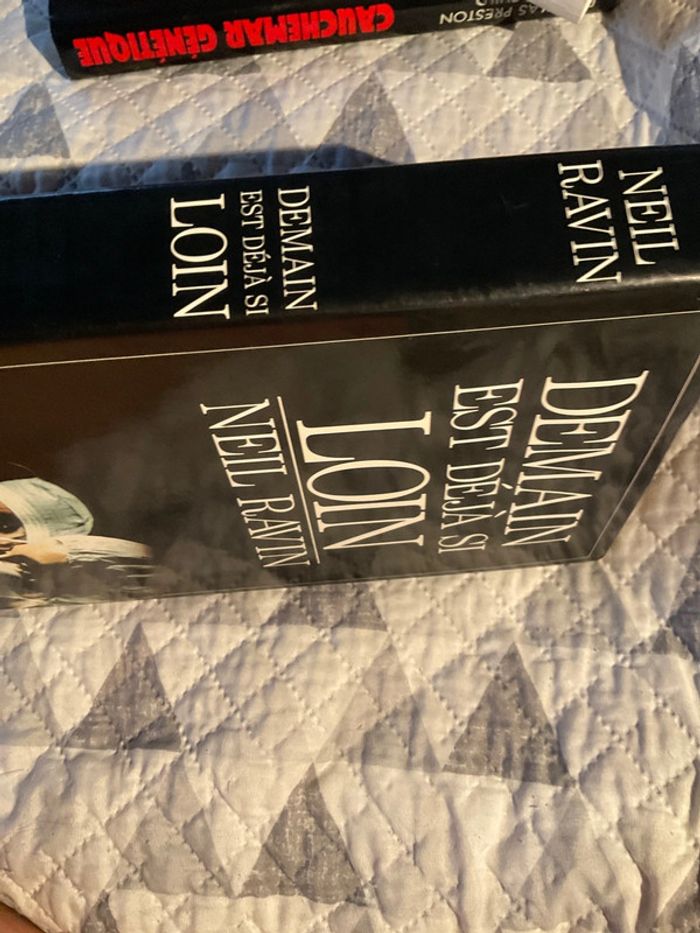 CAUCHEMAR GÉNÉTIQUE
PRESTON
NEIL
RAVIN
DEMAIN
EST DÉJÀ SI
LOIN
DEMAIN
EST DÉJÀ SI
LOIN
NEIL RAVIN